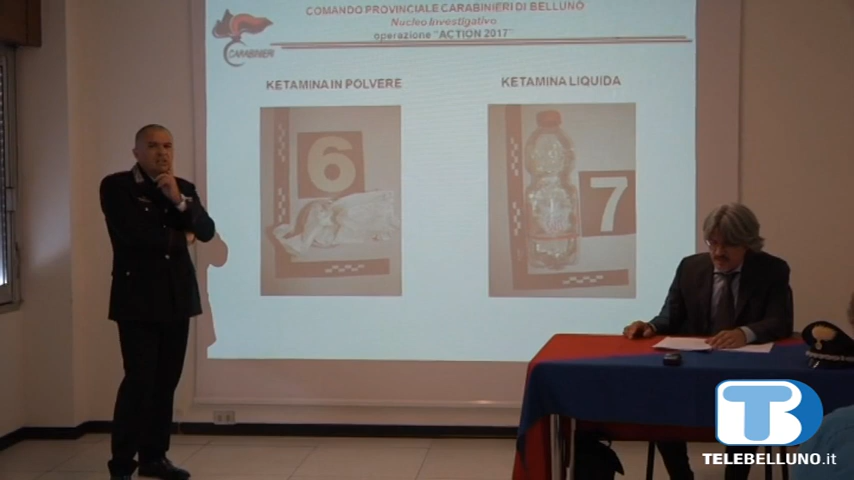 COMANDO PROVINCIALE CARABINIERI DI BELLUNO
Nucleo Investigativo
operazione "ACTION 2017"
CARABINIERI
KETAMINA IN POLVERE
KETAMINA LIQUIDA
6
7
TB
TELEBELLUNO.it